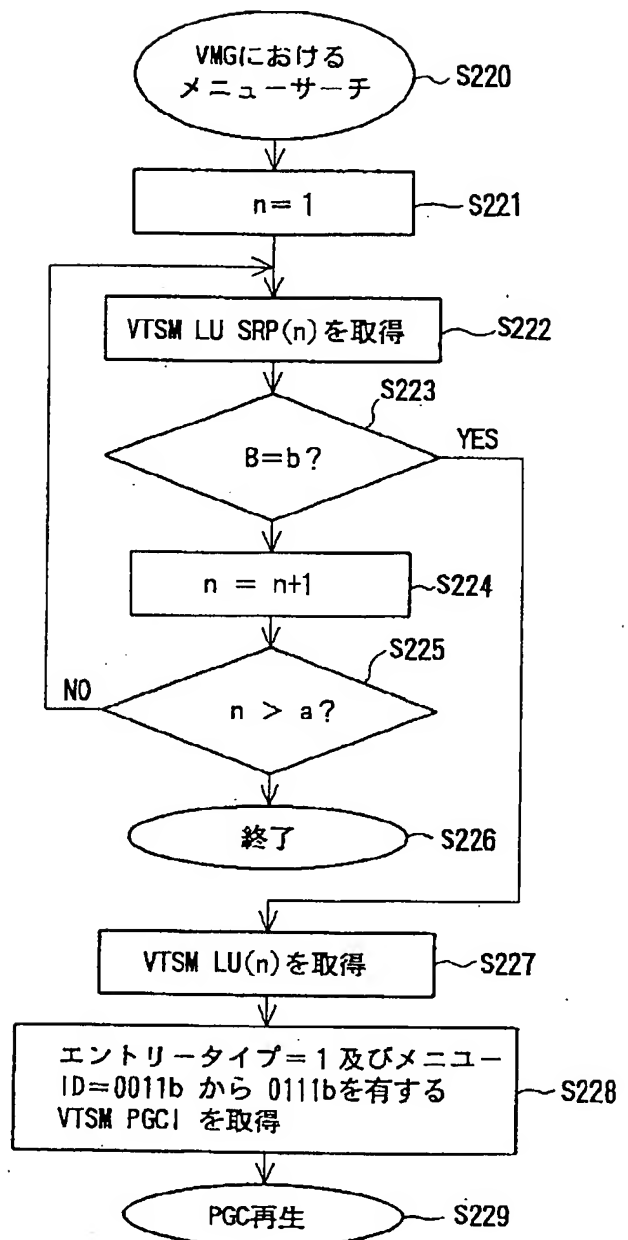 VMGにおける
メニューサーチ
S220
n=1
S221
VTSM LU SRP(n)を取得
S222
S223
B=b?
YES
n = n+1
S224
S225
NO
n > a?
終了
S226
VTSM LU(n)を取得
S227
エントリータイプ=1 及びメニュー
ID=0011b から 0111bを有する
VTSM PGCI を取得
S228
PGC再生
S229